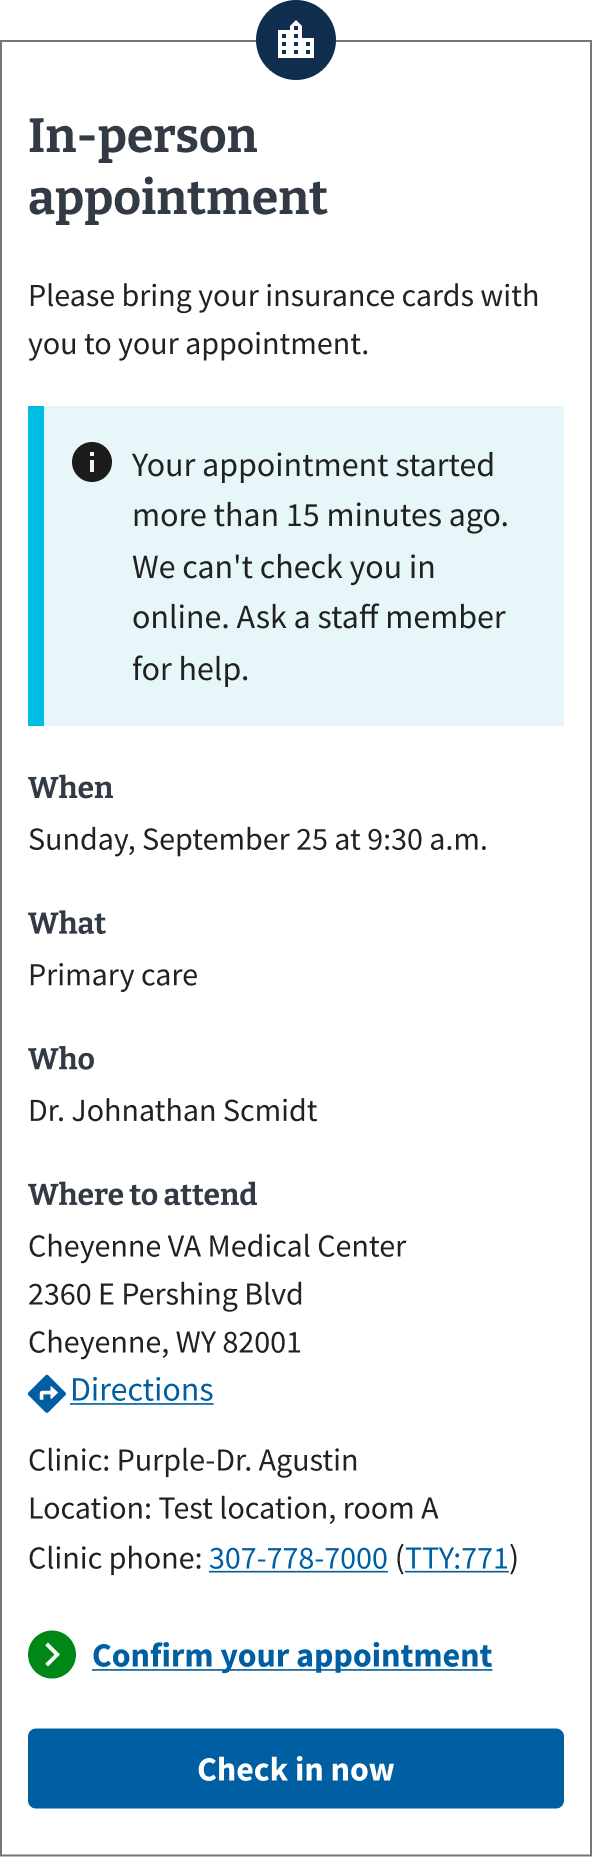 In-person
appointment
Please bring your insurance cards with
you to your appointment.
Your appointment started
more than 15 minutes ago.
We can't check you in
online. Ask a staff member
for help.
When
Sunday, September 25 at 9:30 a.m.
What
Primary care
Who
Dr. Johnathan Scmidt
Where to attend
Cheyenne VA Medical Center
2360 E Pershing Blvd
Cheyenne, WY 82001
Directions
Clinic: Purple-Dr. Agustin
Location: Test location, room A
Clinic phone: 307-778-7000 (TTY:771)
Confirm your appointment
Check in now